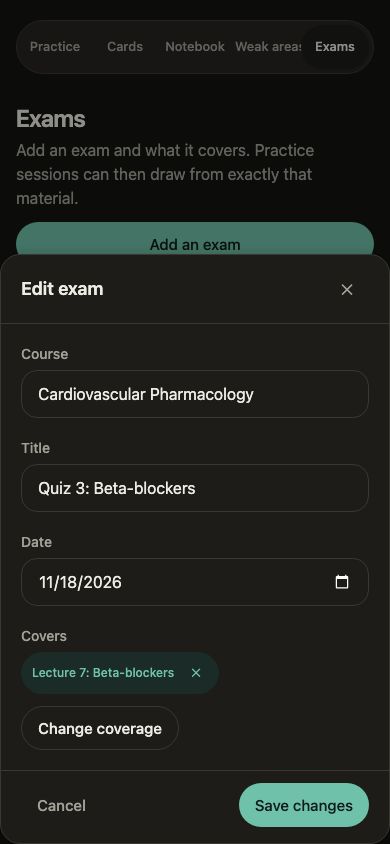 Practice
Cards
Notebook
Weak areas
Exams
Exams
Add an exam and what it covers. Practice
sessions can then draw from exactly that
material.
Add an exam
Edit exam
Course
Cardiovascular Pharmacology
Title
Quiz 3: Beta-blockers
Date
11/18/2026
Covers
Lecture 7: Beta-blockers
Change coverage
Cancel
Save changes